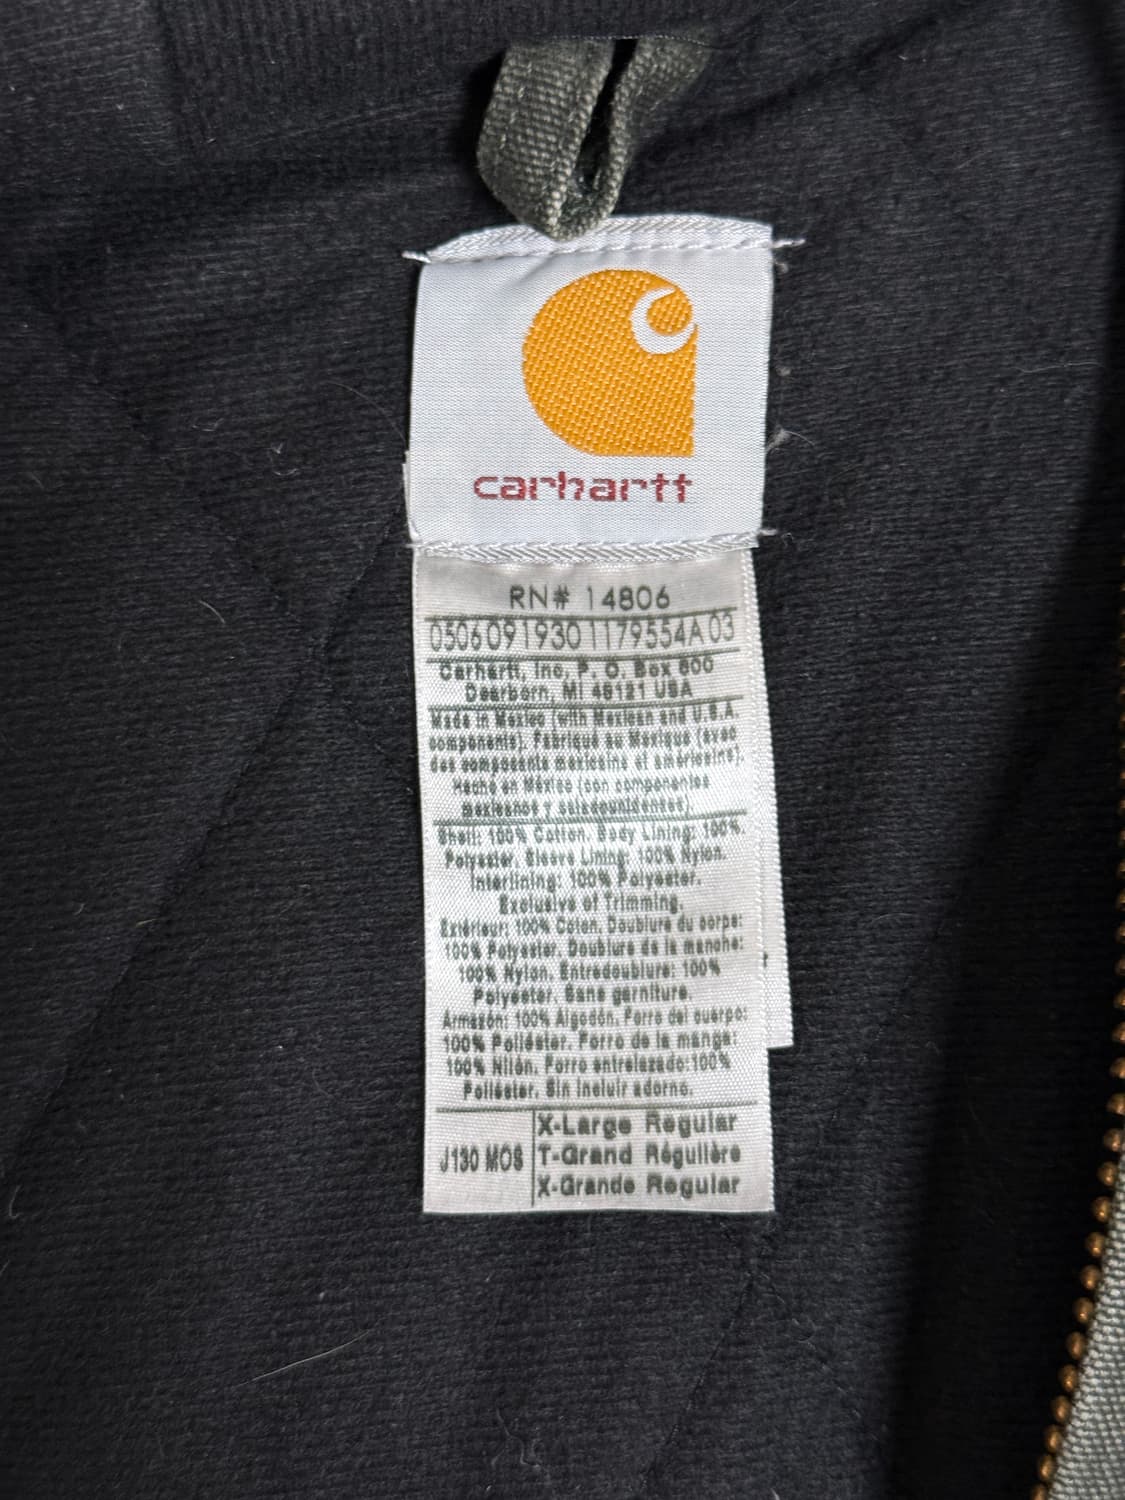 carhartt
RN# 14806
0506091930 1179554A 03
Carhartt, Inc, P. O. Box 600
Dearborn, MI 48121 USA
Made in Mexico (with Mexican and U.S.A.
components). Fabriqué au Mexique (avec
des composants mexicains et américains).
Hecho en México (con componentes
mexicanos y estadounidenses).
Shell: 100% Cotton. Body Lining: 100%.
Polyester. Sleeve Lining: 100% Nylon.
Interlining: 100% Polyester.
Exclusive of Trimming.
Extérieur: 100% Coton. Doublure du corps:
100% Polyester. Doublure de la manche:
100% Nylon. Entredoublure: 100%
Polyester. Sans garniture.
Armazón: 100% Algodón. Forro del cuerpo:
100% Poliéster. Forro de la manga:
100% Nilón. Forro entrelazado:100%
Poliéster. Sin incluir adorno.
J130 MOS
X-Large Regular
T-Grand Régulière
X-Grande Regular